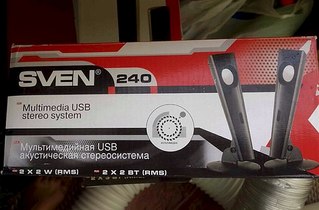 SVEN® 240
Multimedia USB
stereo system
Мультимедийная USB
акустическая стереосистема
2 X 2 W (RMS)
2 X 2 ВТ (RMS)